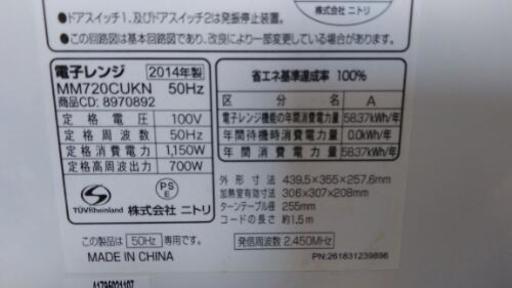 株式会社 ニトリ
●ドアスイッチ1、及びドアスイッチ2は発振停止装置。
●この回路図は基本回路図であり、改良により一部変更している場合
電子レンジ 2014年製
MM720CUKN 50Hz
商品CD: 8970892
定格電圧 100V
定格周波数 50Hz
定格消費電力 1,150W
定格高周波出力 700W
TÜVRheinland
PS
E
株式会社 ニトリ
この製品は 50Hz 専用です。
MADE IN CHINA
A1795021107
省エネ基準達成率 100%
区分名 A
電子レンジ機能の年間消費電力量 58.37kWh/年
年間待機時消費電力量 0.0kWh/年
年間消費電力量 58.37kWh/年
外形寸法 439.5×355×257.6mm
加熱室有効寸法 306×307×208mm
ターンテーブル径 255mm
コードの長さ 約1.5m
発信周波数 2,450MHz
PN:261831239896